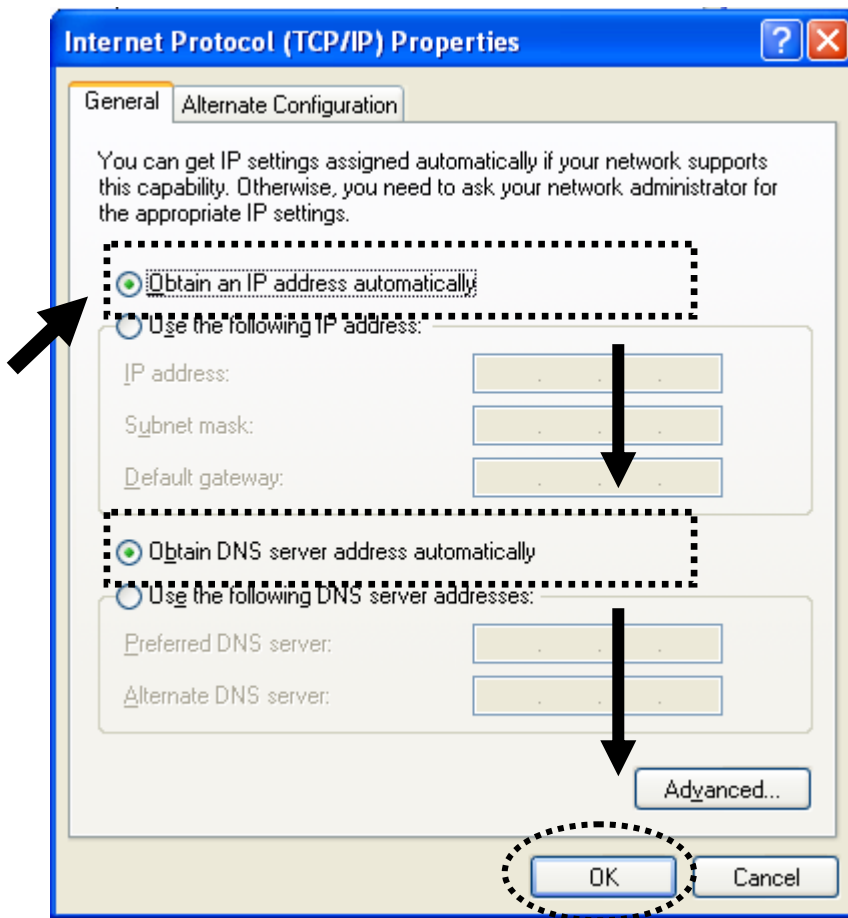 Internet Protocol (TCP/IP) Properties
General
Alternate Configuration
You can get IP settings assigned automatically if your network supports
this capability. Otherwise, you need to ask your network administrator for
the appropriate IP settings.
Obtain an IP address automatically
Use the following IP address:
IP address:
Subnet mask:
Default gateway:
Obtain DNS server address automatically
Use the following DNS server addresses:
Preferred DNS server:
Alternate DNS server:
Advanced...
OK
Cancel